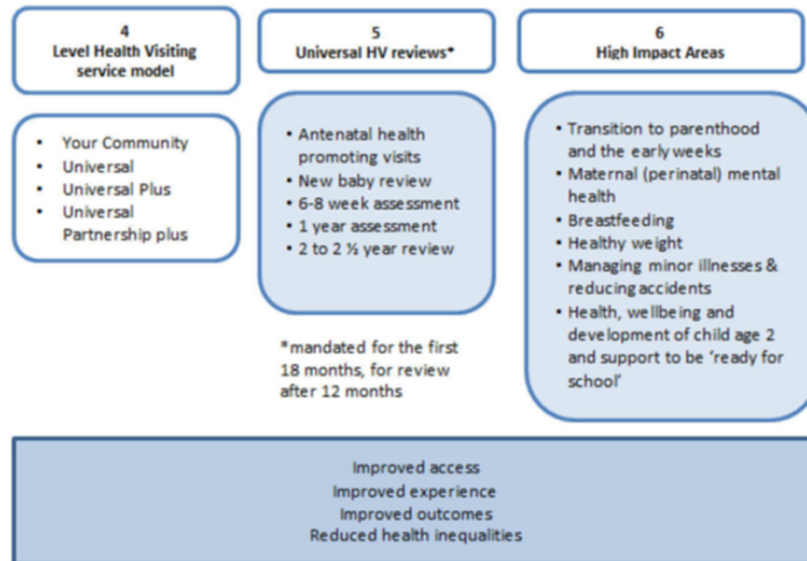 4
Level Health Visiting
service model
5
Universal HV reviews*
6
High Impact Areas
• Your Community
• Universal
• Universal Plus
• Universal
Partnership plus
• Antenatal health
promoting visits
• New baby review
• 6-8 week assessment
• 1 year assessment
• 2 to 2 ½ year review
*mandated for the first
18 months, for review
after 12 months
• Transition to parenthood
and the early weeks
• Maternal (perinatal) mental
health
• Breastfeeding
• Healthy weight
• Managing minor illnesses &
reducing accidents
• Health, wellbeing and
development of child age 2
and support to be ‘ready for
school’
Improved access
Improved experience
Improved outcomes
Reduced health inequalities